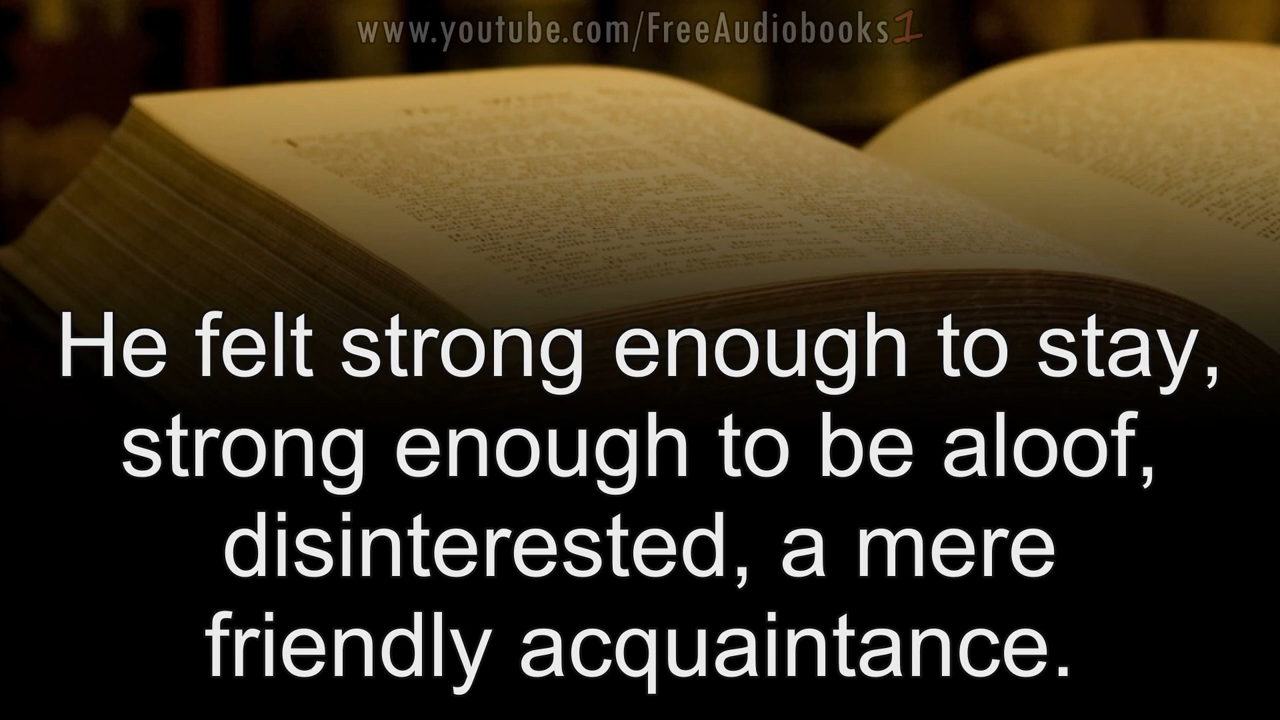 www.youtube.com/FreeAudiobooks1
He felt strong enough to stay,
strong enough to be aloof,
disinterested, a mere
friendly acquaintance.